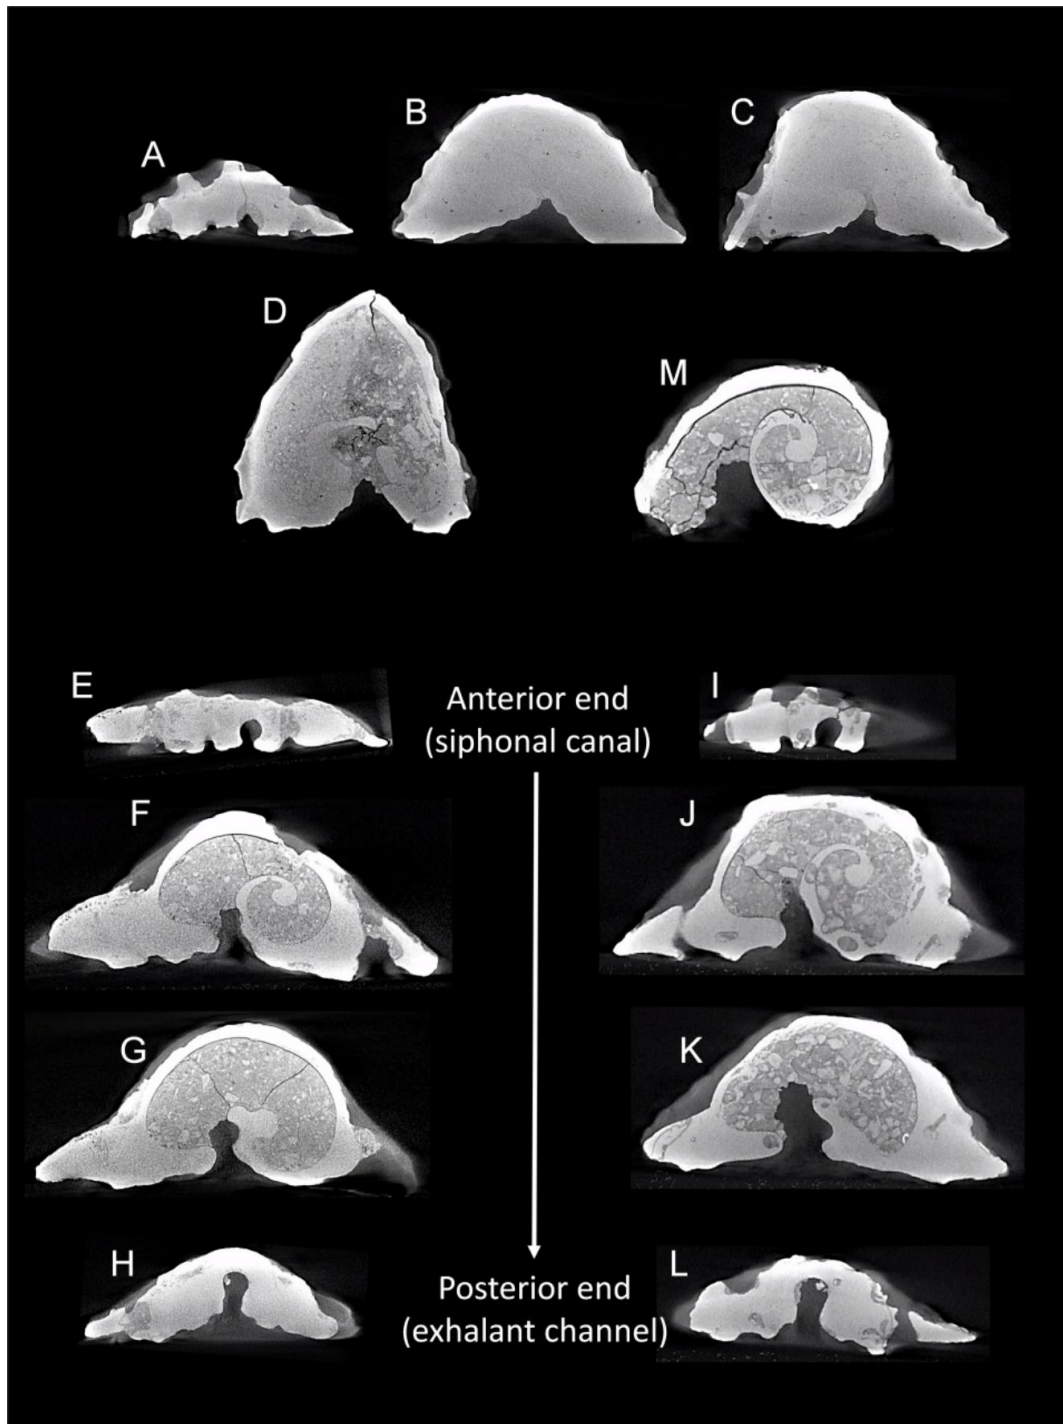 A
B
C
D
M
E
Anterior end
(siphonal canal)
I
F
J
G
K
H
Posterior end
(exhalant channel)
L